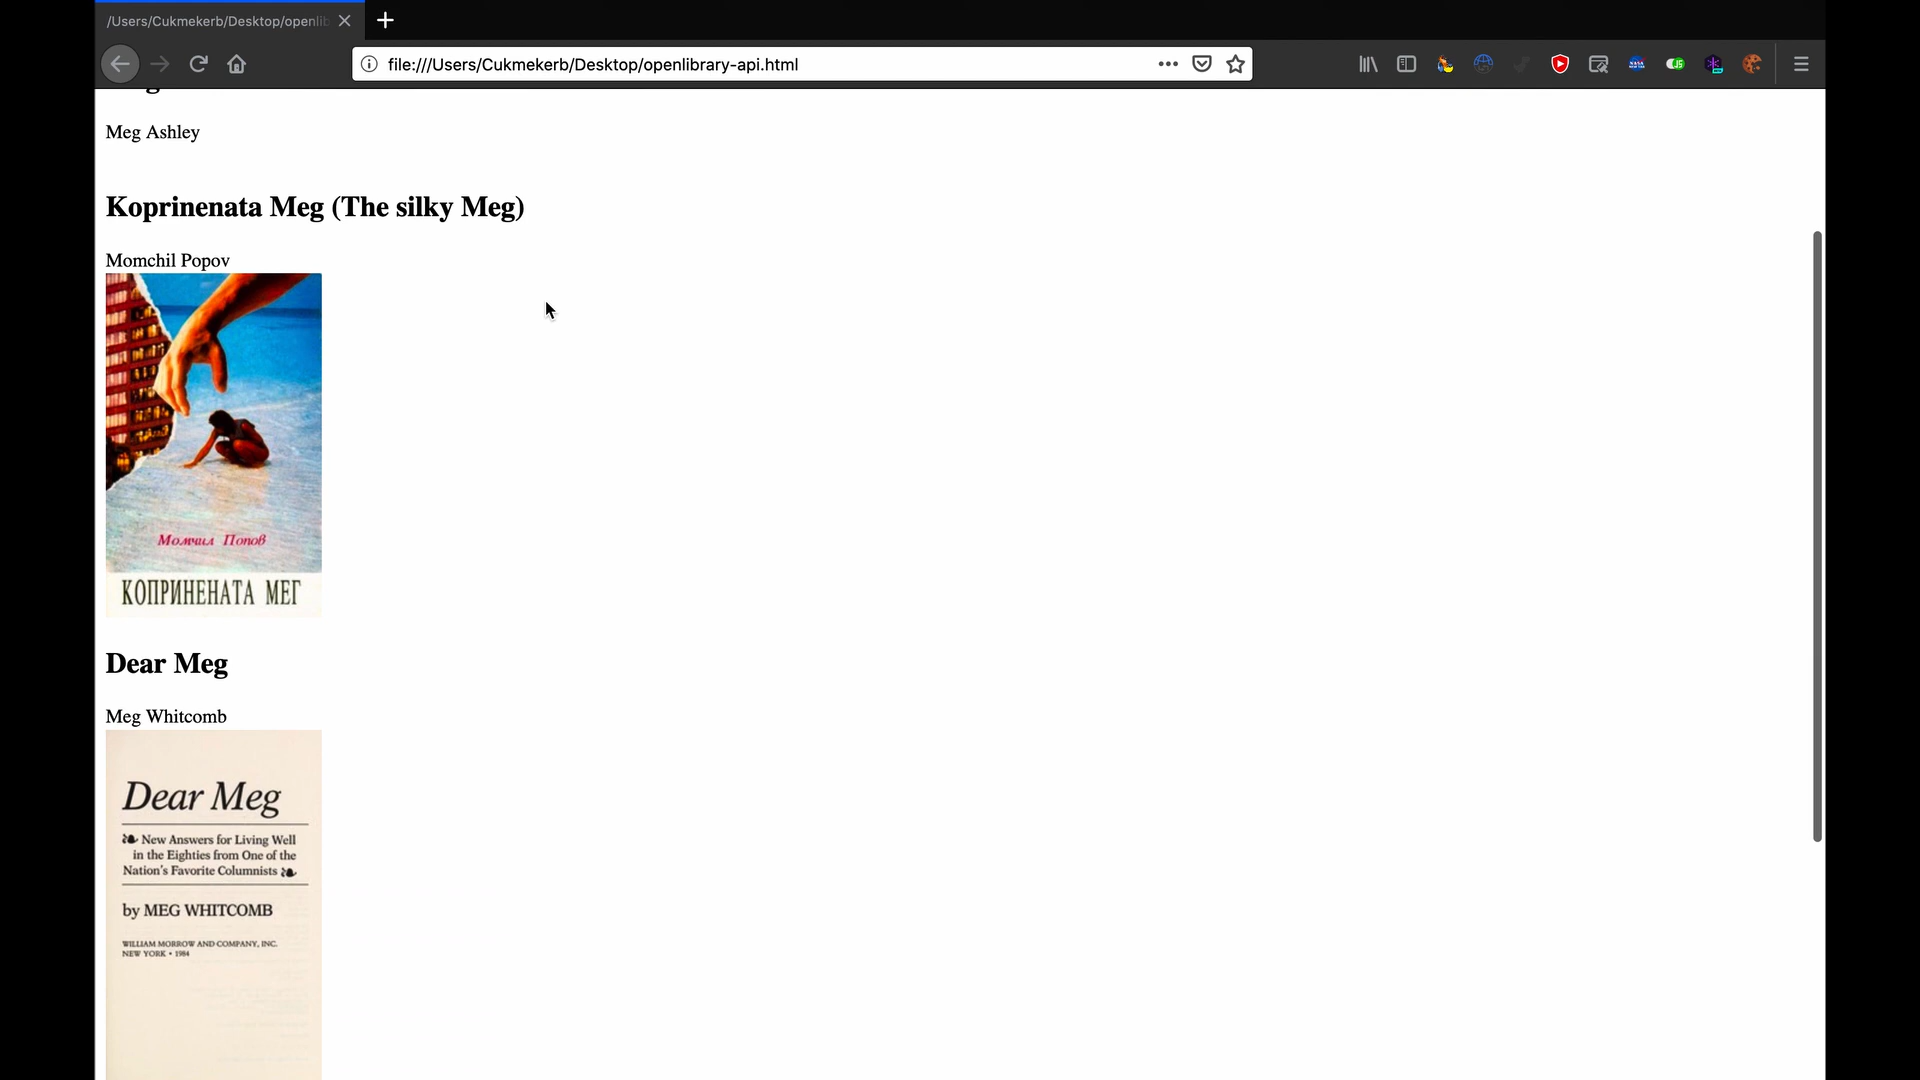 /Users/Cukmekerb/Desktop/openlib
file:///Users/Cukmekerb/Desktop/openlibrary-api.html
Meg Ashley
Koprinenata Meg (The silky Meg)
Momchil Popov
Момчил Попов
КОПРИНЕНАТА МЕГ
Dear Meg
Meg Whitcomb
Dear Meg
New Answers for Living Well
in the Eighties from One of the
Nation's Favorite Columnists
by MEG WHITCOMB
WILLIAM MORROW AND COMPANY, INC.
NEW YORK • 1984